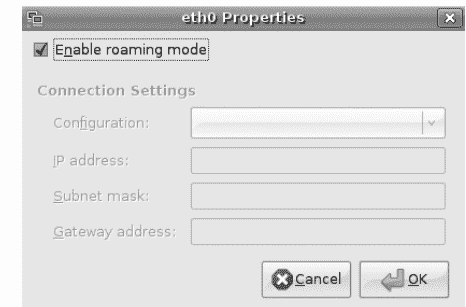 eth0 Properties
Enable roaming mode
Connection Settings
Configuration:
IP address:
Subnet mask:
Gateway address:
Cancel OK